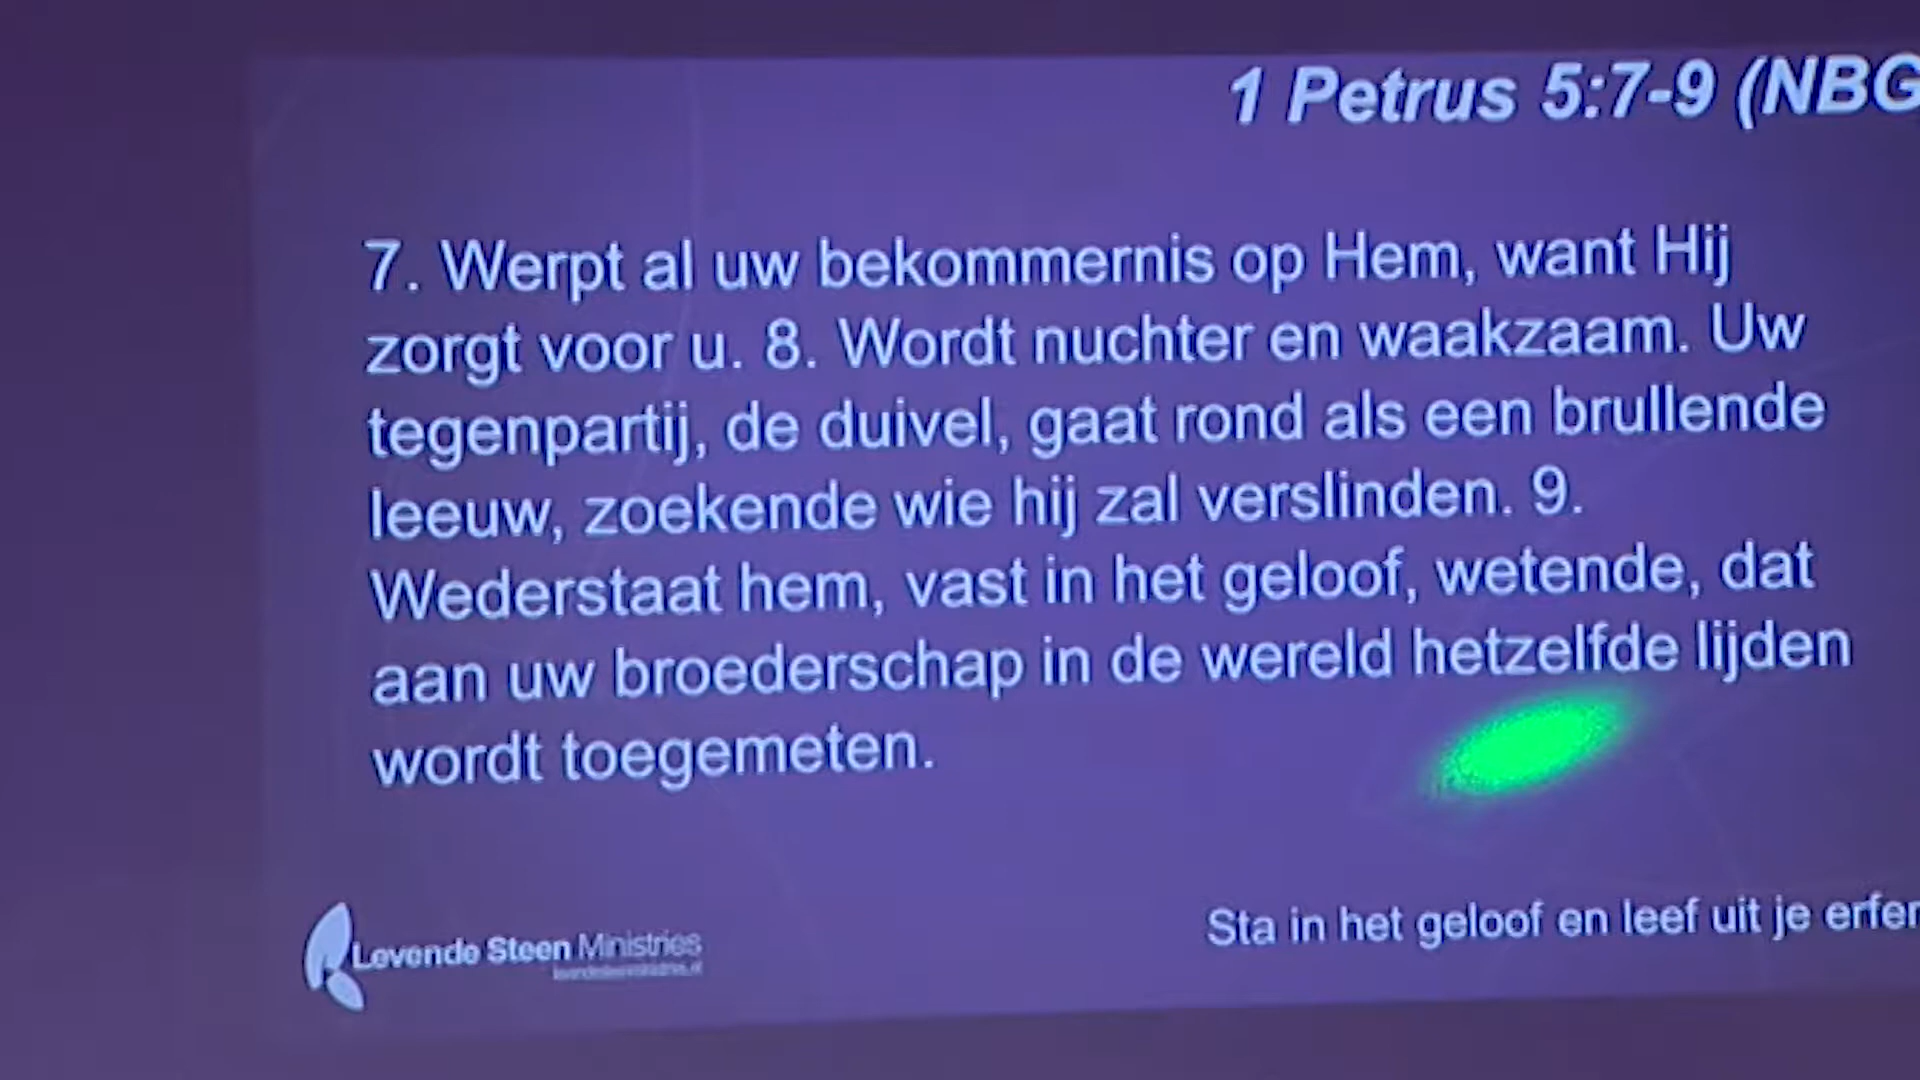 1 Petrus 5:7-9 (NBG
7. Werpt al uw bekommernis op Hem, want Hij
zorgt voor u. 8. Wordt nuchter en waakzaam. Uw
tegenpartij, de duivel, gaat rond als een brullende
leeuw, zoekende wie hij zal verslinden. 9.
Wederstaat hem, vast in het geloof, wetende, dat
aan uw broederschap in de wereld hetzelfde lijden
wordt toegemeten.
Levende Steen Ministries
Sta in het geloof en leef uit je erfen